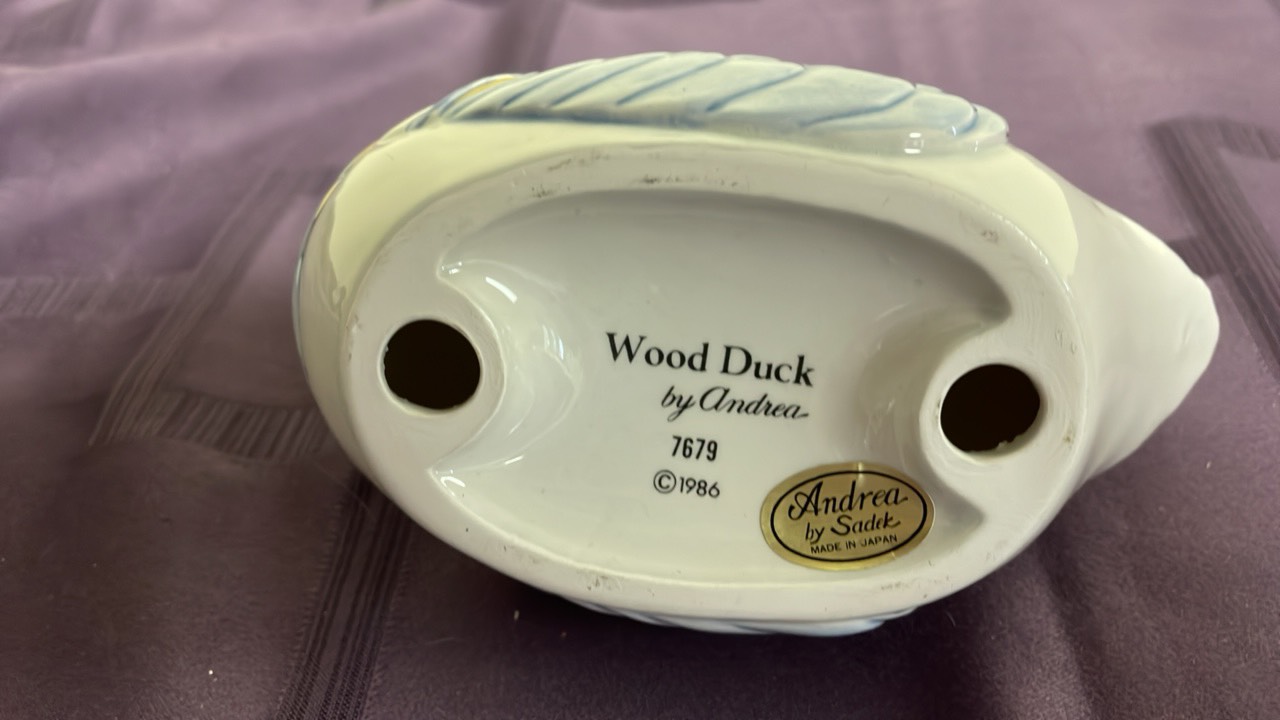 Wood Duck
by Andrea
7679
©1986
Andrea
by Sadek
MADE IN JAPAN